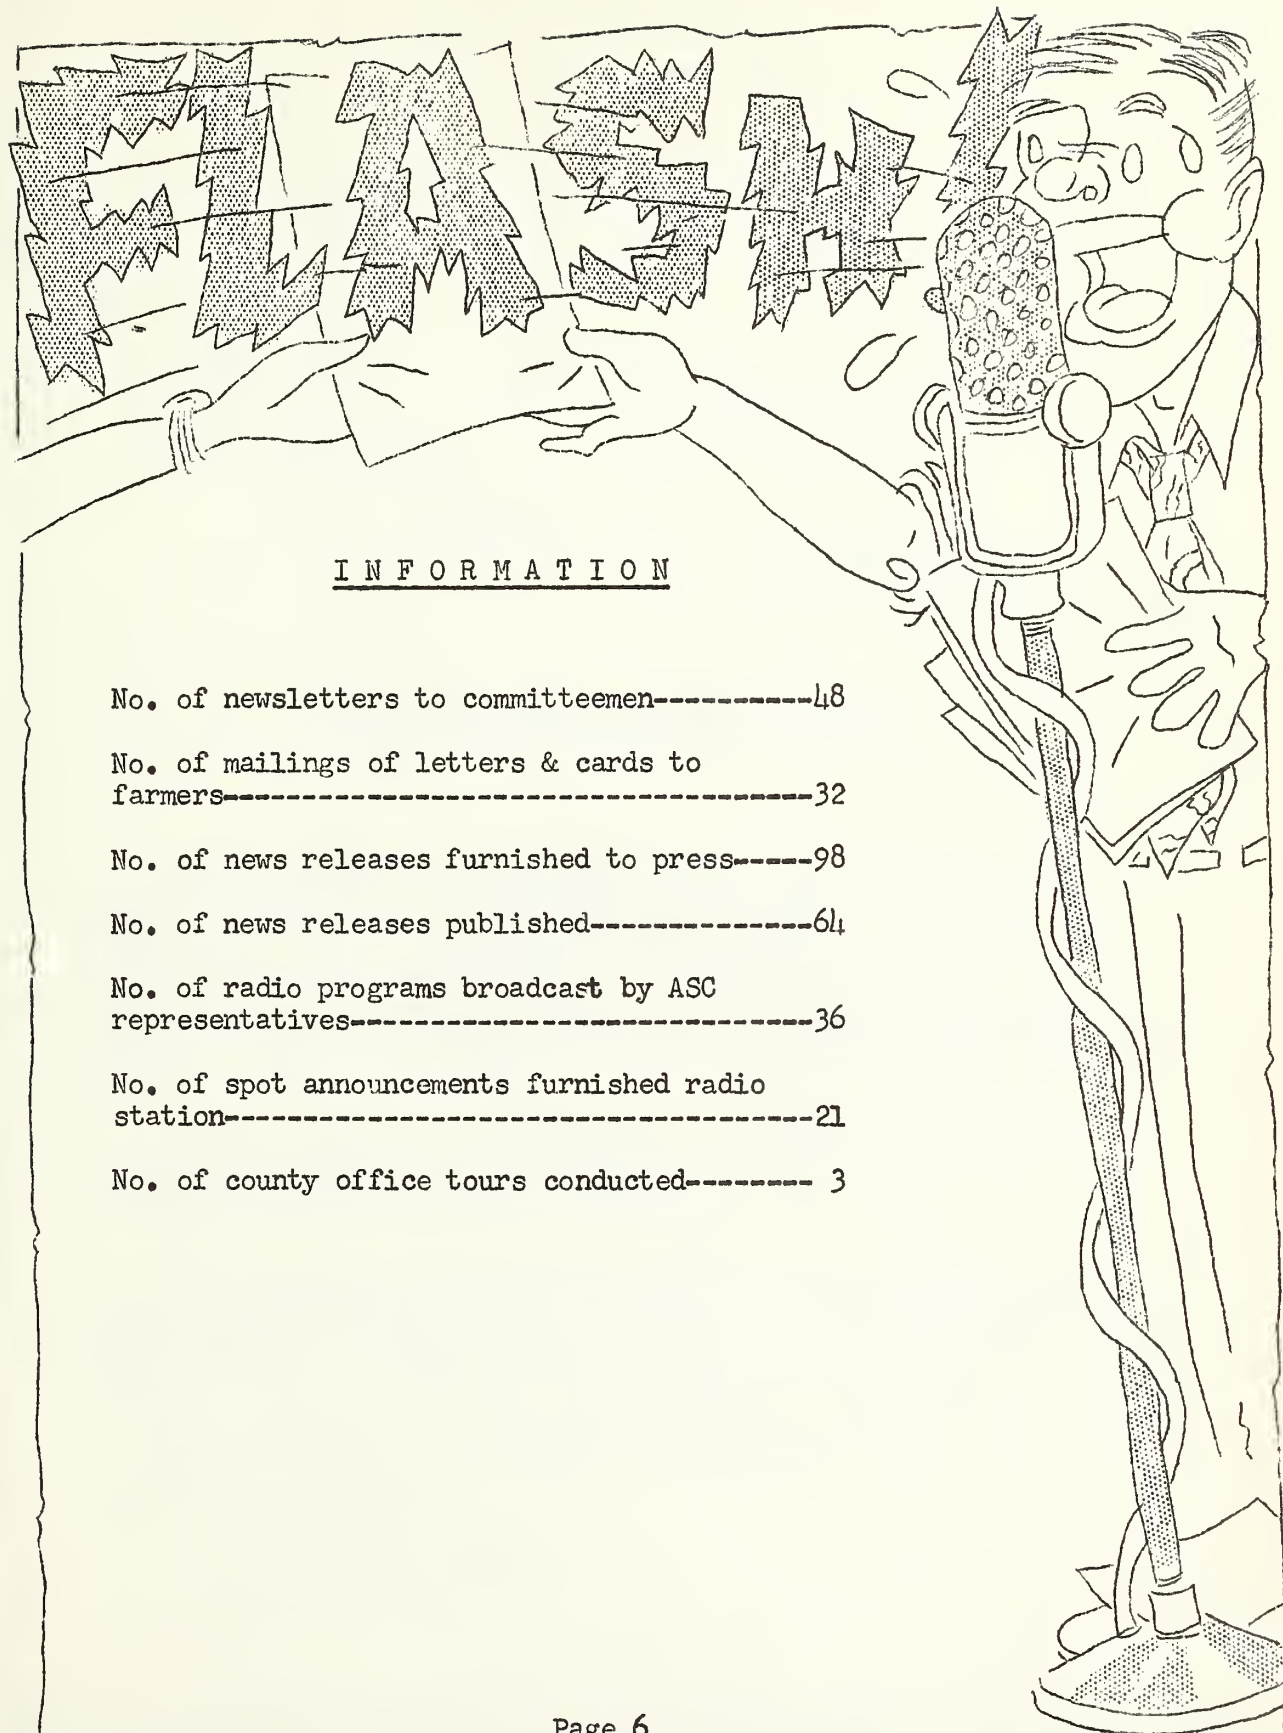 FLASH!
I N F O R M A T I O N
No. of newsletters to committeemen-----------48
No. of mailings of letters & cards to
farmers-------------------------------------32
No. of news releases furnished to press-----98
No. of news releases published--------------64
No. of radio programs broadcast by ASC
representatives-----------------------------36
No. of spot announcements furnished radio
station-------------------------------------21
No. of county office tours conducted-------- 3
Page 6